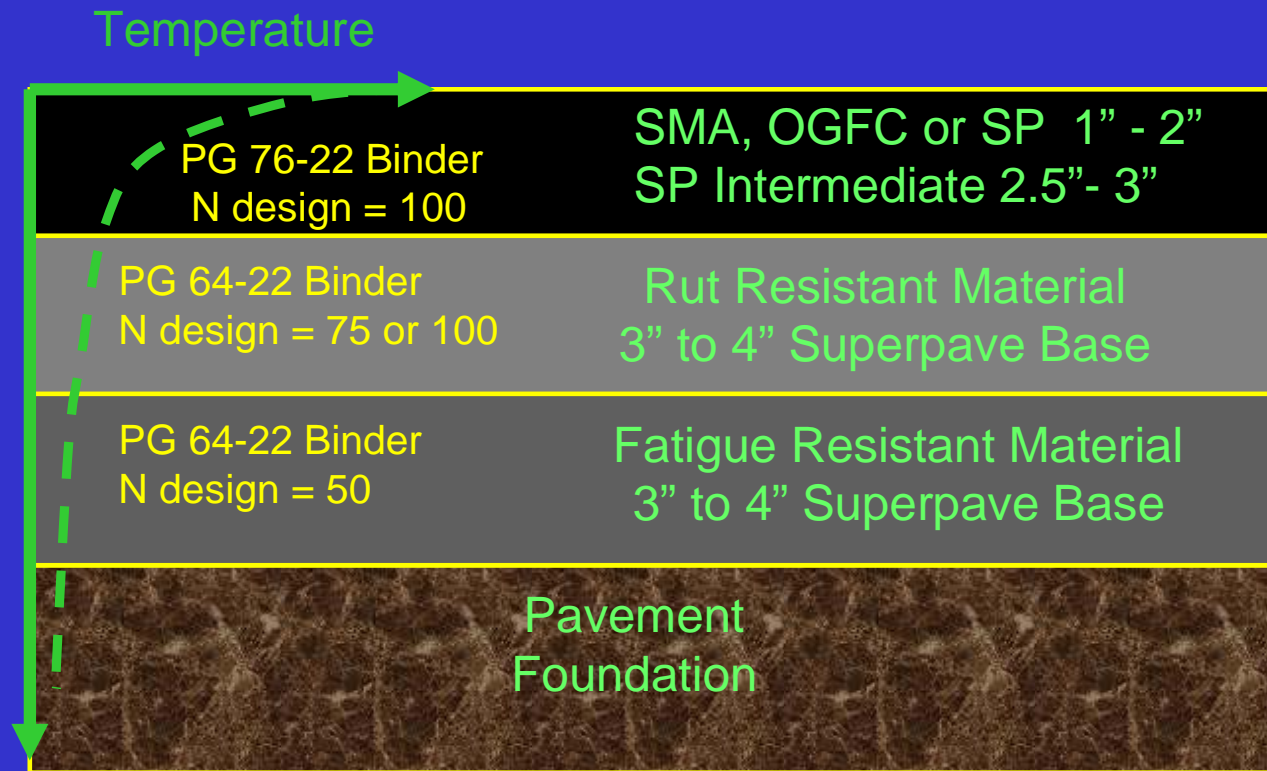 Temperature
PG 76-22 Binder
N design = 100
SMA, OGFC or SP 1” - 2”
SP Intermediate 2.5”- 3”
PG 64-22 Binder
N design = 75 or 100
Rut Resistant Material
3” to 4” Superpave Base
PG 64-22 Binder
N design = 50
Fatigue Resistant Material
3” to 4” Superpave Base
Pavement
Foundation